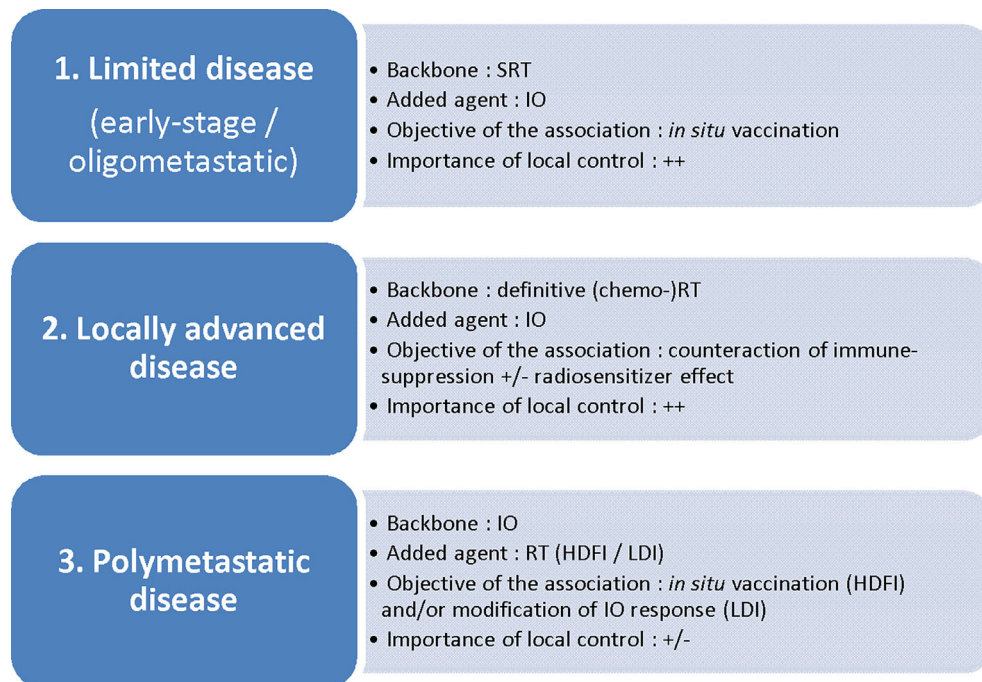 1. Limited disease
(early-stage /
oligometastatic)
• Backbone : SRT
• Added agent : IO
• Objective of the association : in situ vaccination
• Importance of local control : ++
2. Locally advanced
disease
• Backbone : definitive (chemo-)RT
• Added agent : IO
• Objective of the association : counteraction of immune-
suppression +/- radiosensitizer effect
• Importance of local control : ++
3. Polymetastatic
disease
• Backbone : IO
• Added agent : RT (HDFI / LDI)
• Objective of the association : in situ vaccination (HDFI)
and/or modification of IO response (LDI)
• Importance of local control : +/-